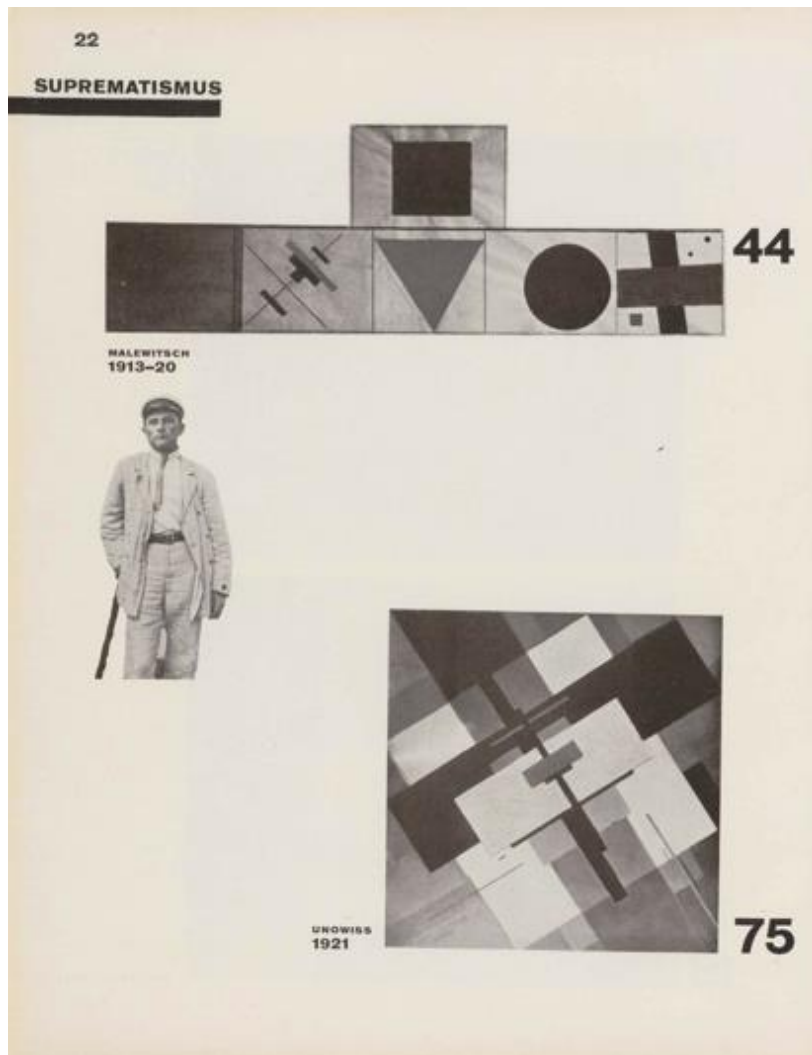 22
SUPREMATISMUS
44
MALEWITSCH
1913–20
UNOWISS
1921
75